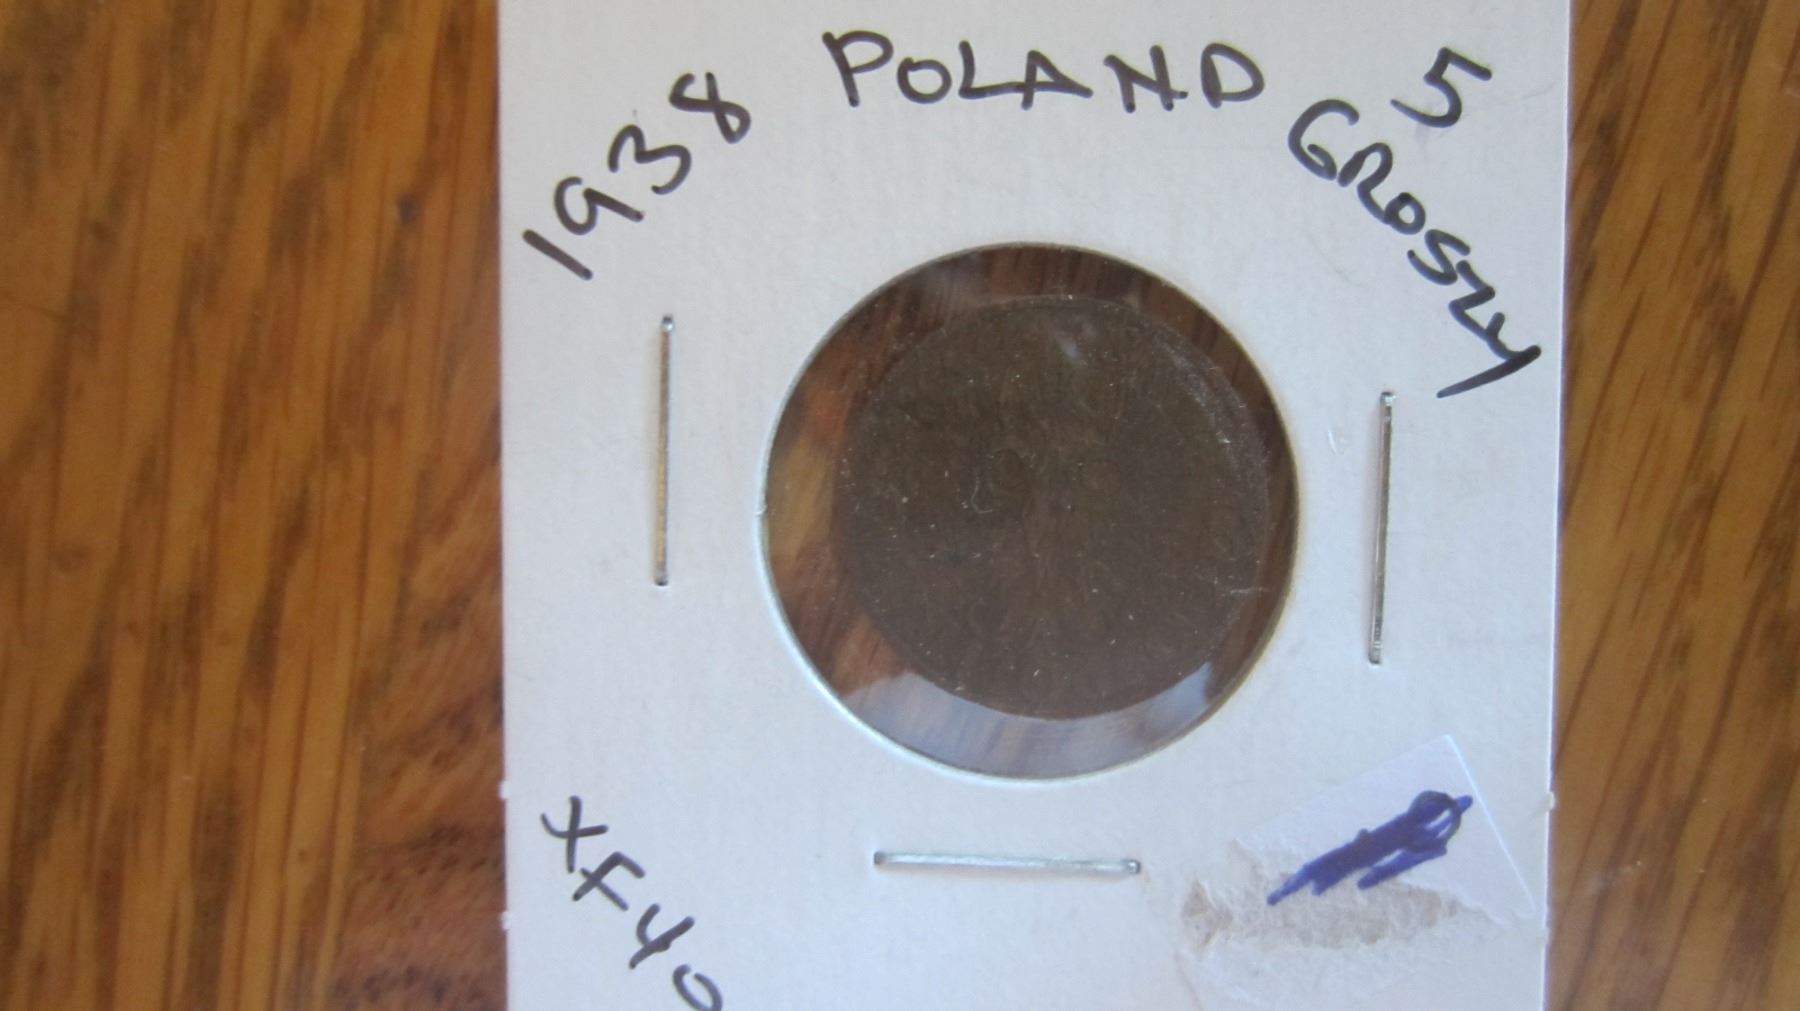 1938 POLAND 5
GROSZY
XF40